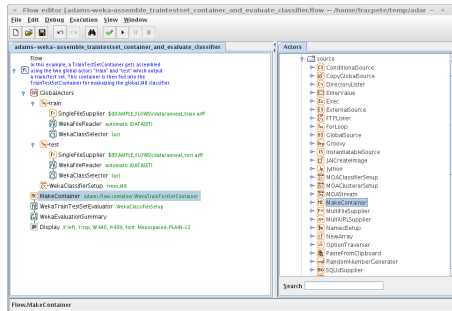 Flow editor [adams-weka-assemble_traintestset_container_and_evaluate_classifier.flow — /home/fracpete/temp/adar
File Edit Debug Execution View Window
adams-weka-assemble_traintestset_container_and_evaluate_classifier
Flow
In this example, a TrainTestSetContainer gets assembled
using the two global actors "train" and "test" which output
a train/test set. This container is then fed into the
TrainTestSetEvaluator for evaluating the global J48 classifier.
GlobalActors
train
SingleFileSupplier ${EXAMPLE_FLOWS}/data/anneal_train.arff
WekaFileReader automatic (DATASET)
WekaClassSelector last
test
SingleFileSupplier ${EXAMPLE_FLOWS}/data/anneal_test.arff
WekaFileReader automatic (DATASET)
WekaClassSelector last
WekaClassifierSetup trees.J48
MakeContainer adams.flow.container.WekaTrainTestSetContainer
WekaTrainTestSetEvaluator WekaClassifierSetup
WekaEvaluationSummary
Display X:left, Y:top, W:640, H:480, font: Monospaced-PLAIN-12
Flow.MakeContainer
Actors
source
ConditionalSource
CopyGlobalSource
DirectoryLister
EnterValue
Exec
ExternalSource
FTPLister
ForLoop
GlobalSource
Groovy
InstantiatableSource
JAICreateImage
Jython
MOAClassifierSetup
MOAClustererSetup
MOAStream
MakeContainer
MultiFileSupplier
MultiURLSupplier
NamedSetup
NewArray
OptionTraverser
PasteFromClipboard
RandomNumberGenerator
SQLIdSupplier
Search